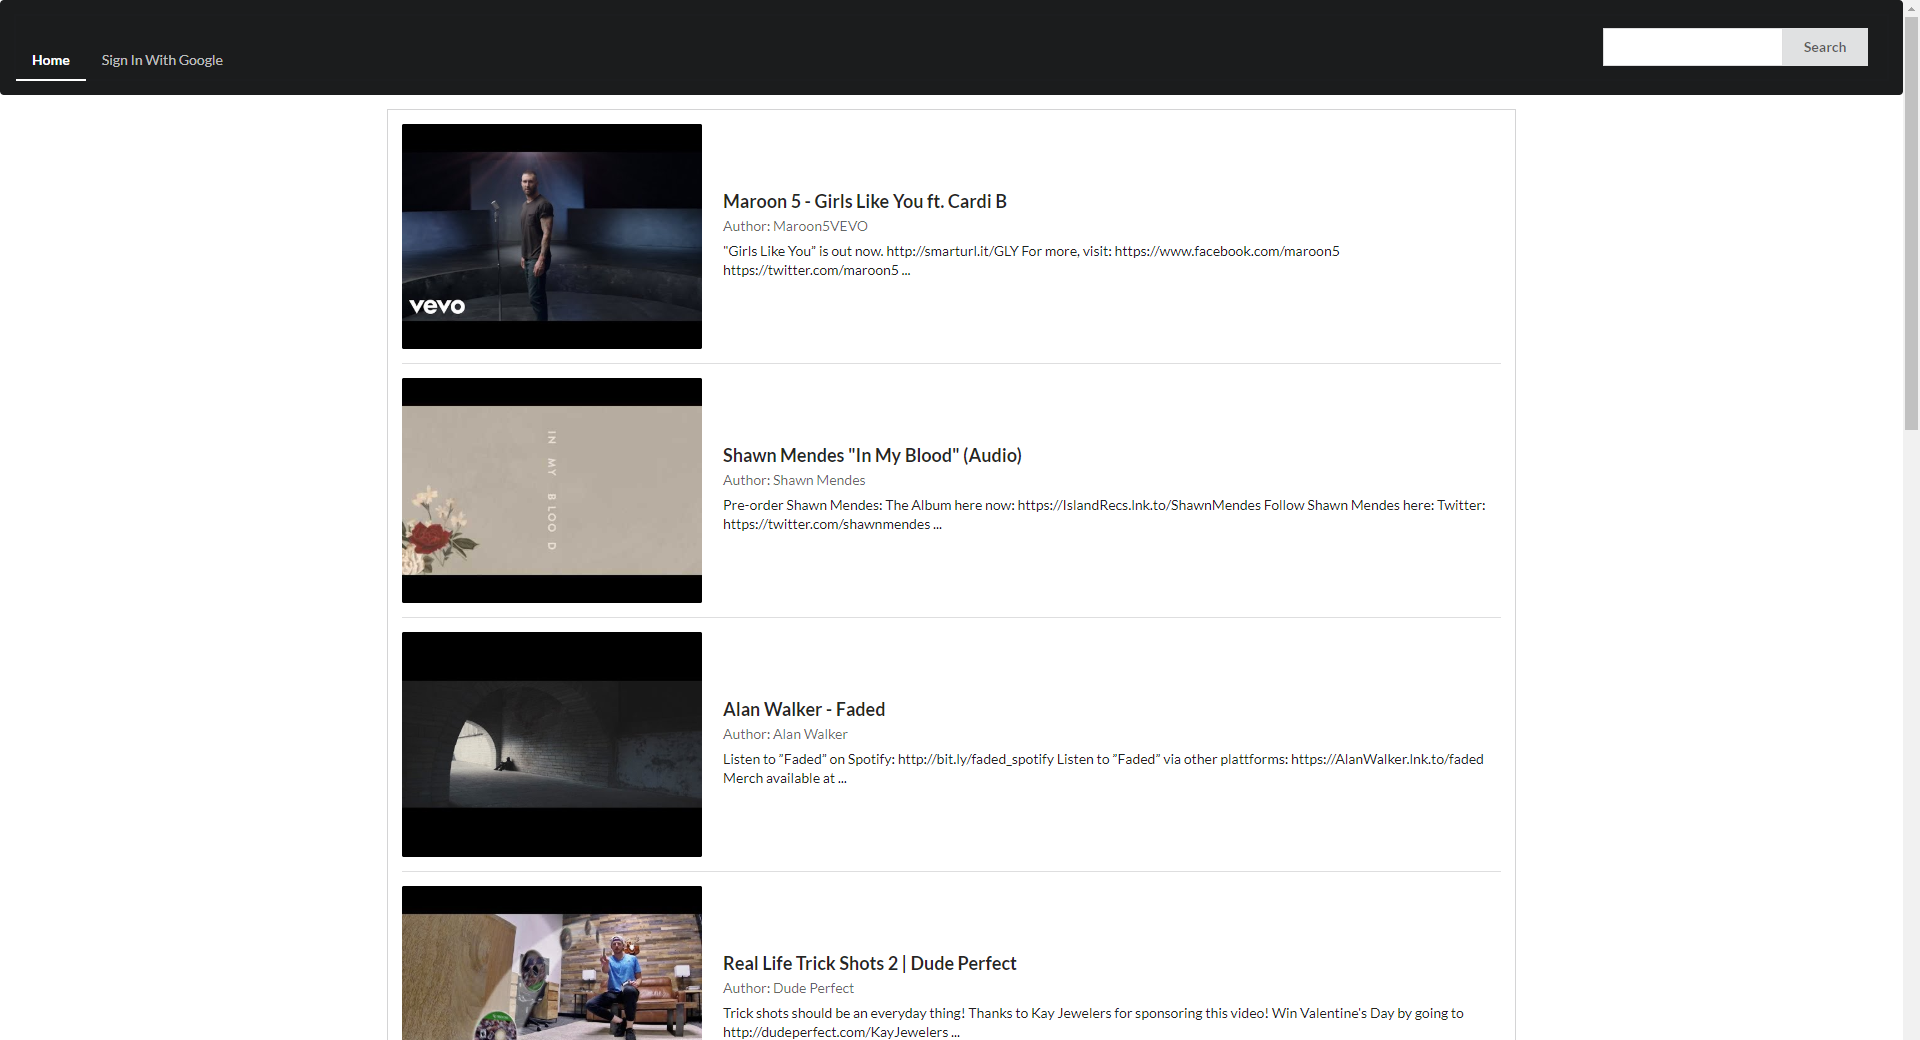 Home
Sign In With Google
Search
vevo
Maroon 5 - Girls Like You ft. Cardi B
Author: Maroon5VEVO
"Girls Like You” is out now. http://smarturl.it/GLY For more, visit: https://www.facebook.com/maroon5
https://twitter.com/maroon5 ...
IN MY BLOOD
Shawn Mendes "In My Blood" (Audio)
Author: Shawn Mendes
Pre-order Shawn Mendes: The Album here now: https://IslandRecs.lnk.to/ShawnMendes Follow Shawn Mendes here: Twitter:
https://twitter.com/shawnmendes ...
Alan Walker - Faded
Author: Alan Walker
Listen to ”Faded” on Spotify: http://bit.ly/faded_spotify Listen to ”Faded” via other plattforms: https://AlanWalker.lnk.to/faded
Merch available at ...
Real Life Trick Shots 2 | Dude Perfect
Author: Dude Perfect
Trick shots should be an everyday thing! Thanks to Kay Jewelers for sponsoring this video! Win Valentine's Day by going to
http://dudeperfect.com/KayJewelers ...